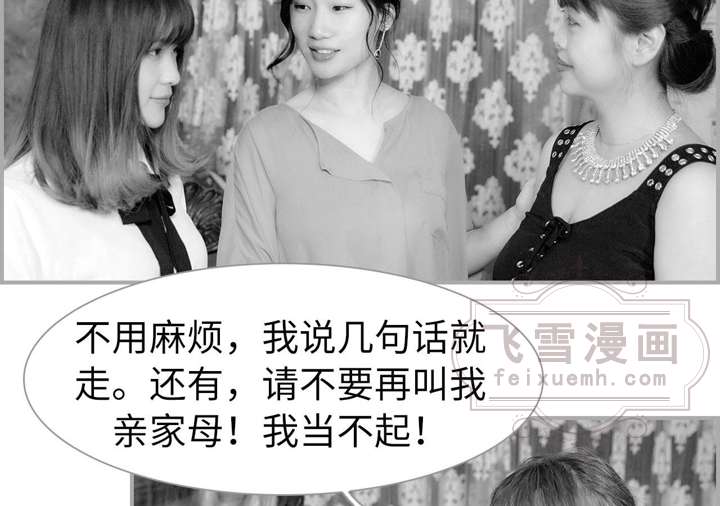 不用麻烦，我说几句话就
走。还有，请不要再叫我
亲家母！我当不起！
飞雪漫画
feixuemh.com